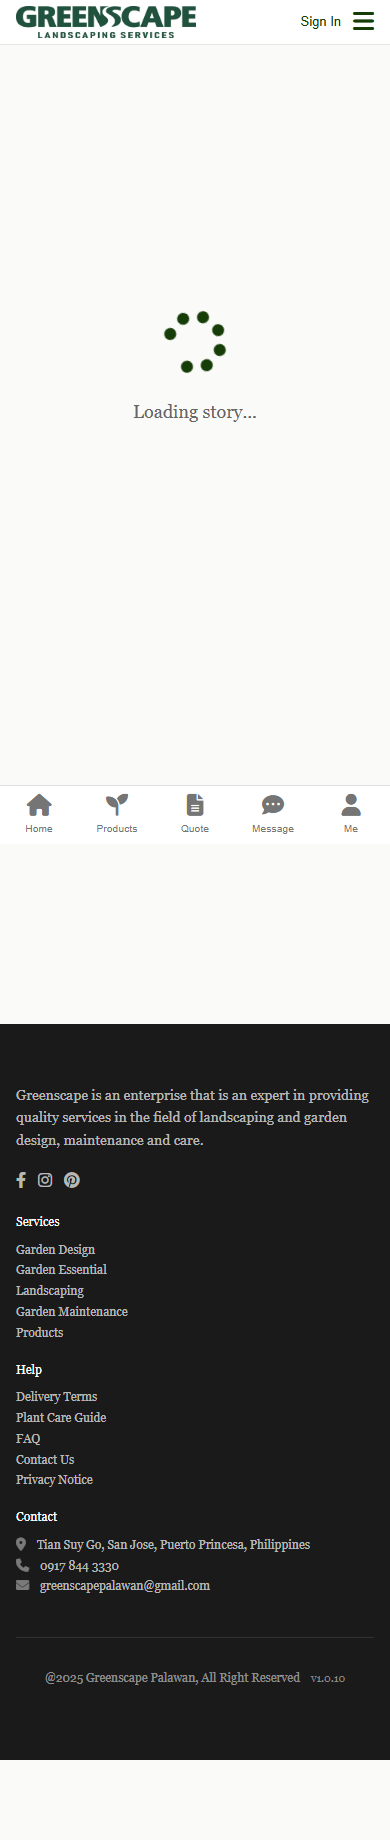 GREENSCAPE
LANDSCAPING SERVICES
Sign In
Loading story...
Home
Products
Quote
Message
Me
Greenscape is an enterprise that is an expert in providing
quality services in the field of landscaping and garden
design, maintenance and care.
Services
Garden Design
Garden Essential
Landscaping
Garden Maintenance
Products
Help
Delivery Terms
Plant Care Guide
FAQ
Contact Us
Privacy Notice
Contact
Tian Suy Go, San Jose, Puerto Princesa, Philippines
0917 844 3330
greenscapepalawan@gmail.com
@2025 Greenscape Palawan, All Right Reserved v1.0.10